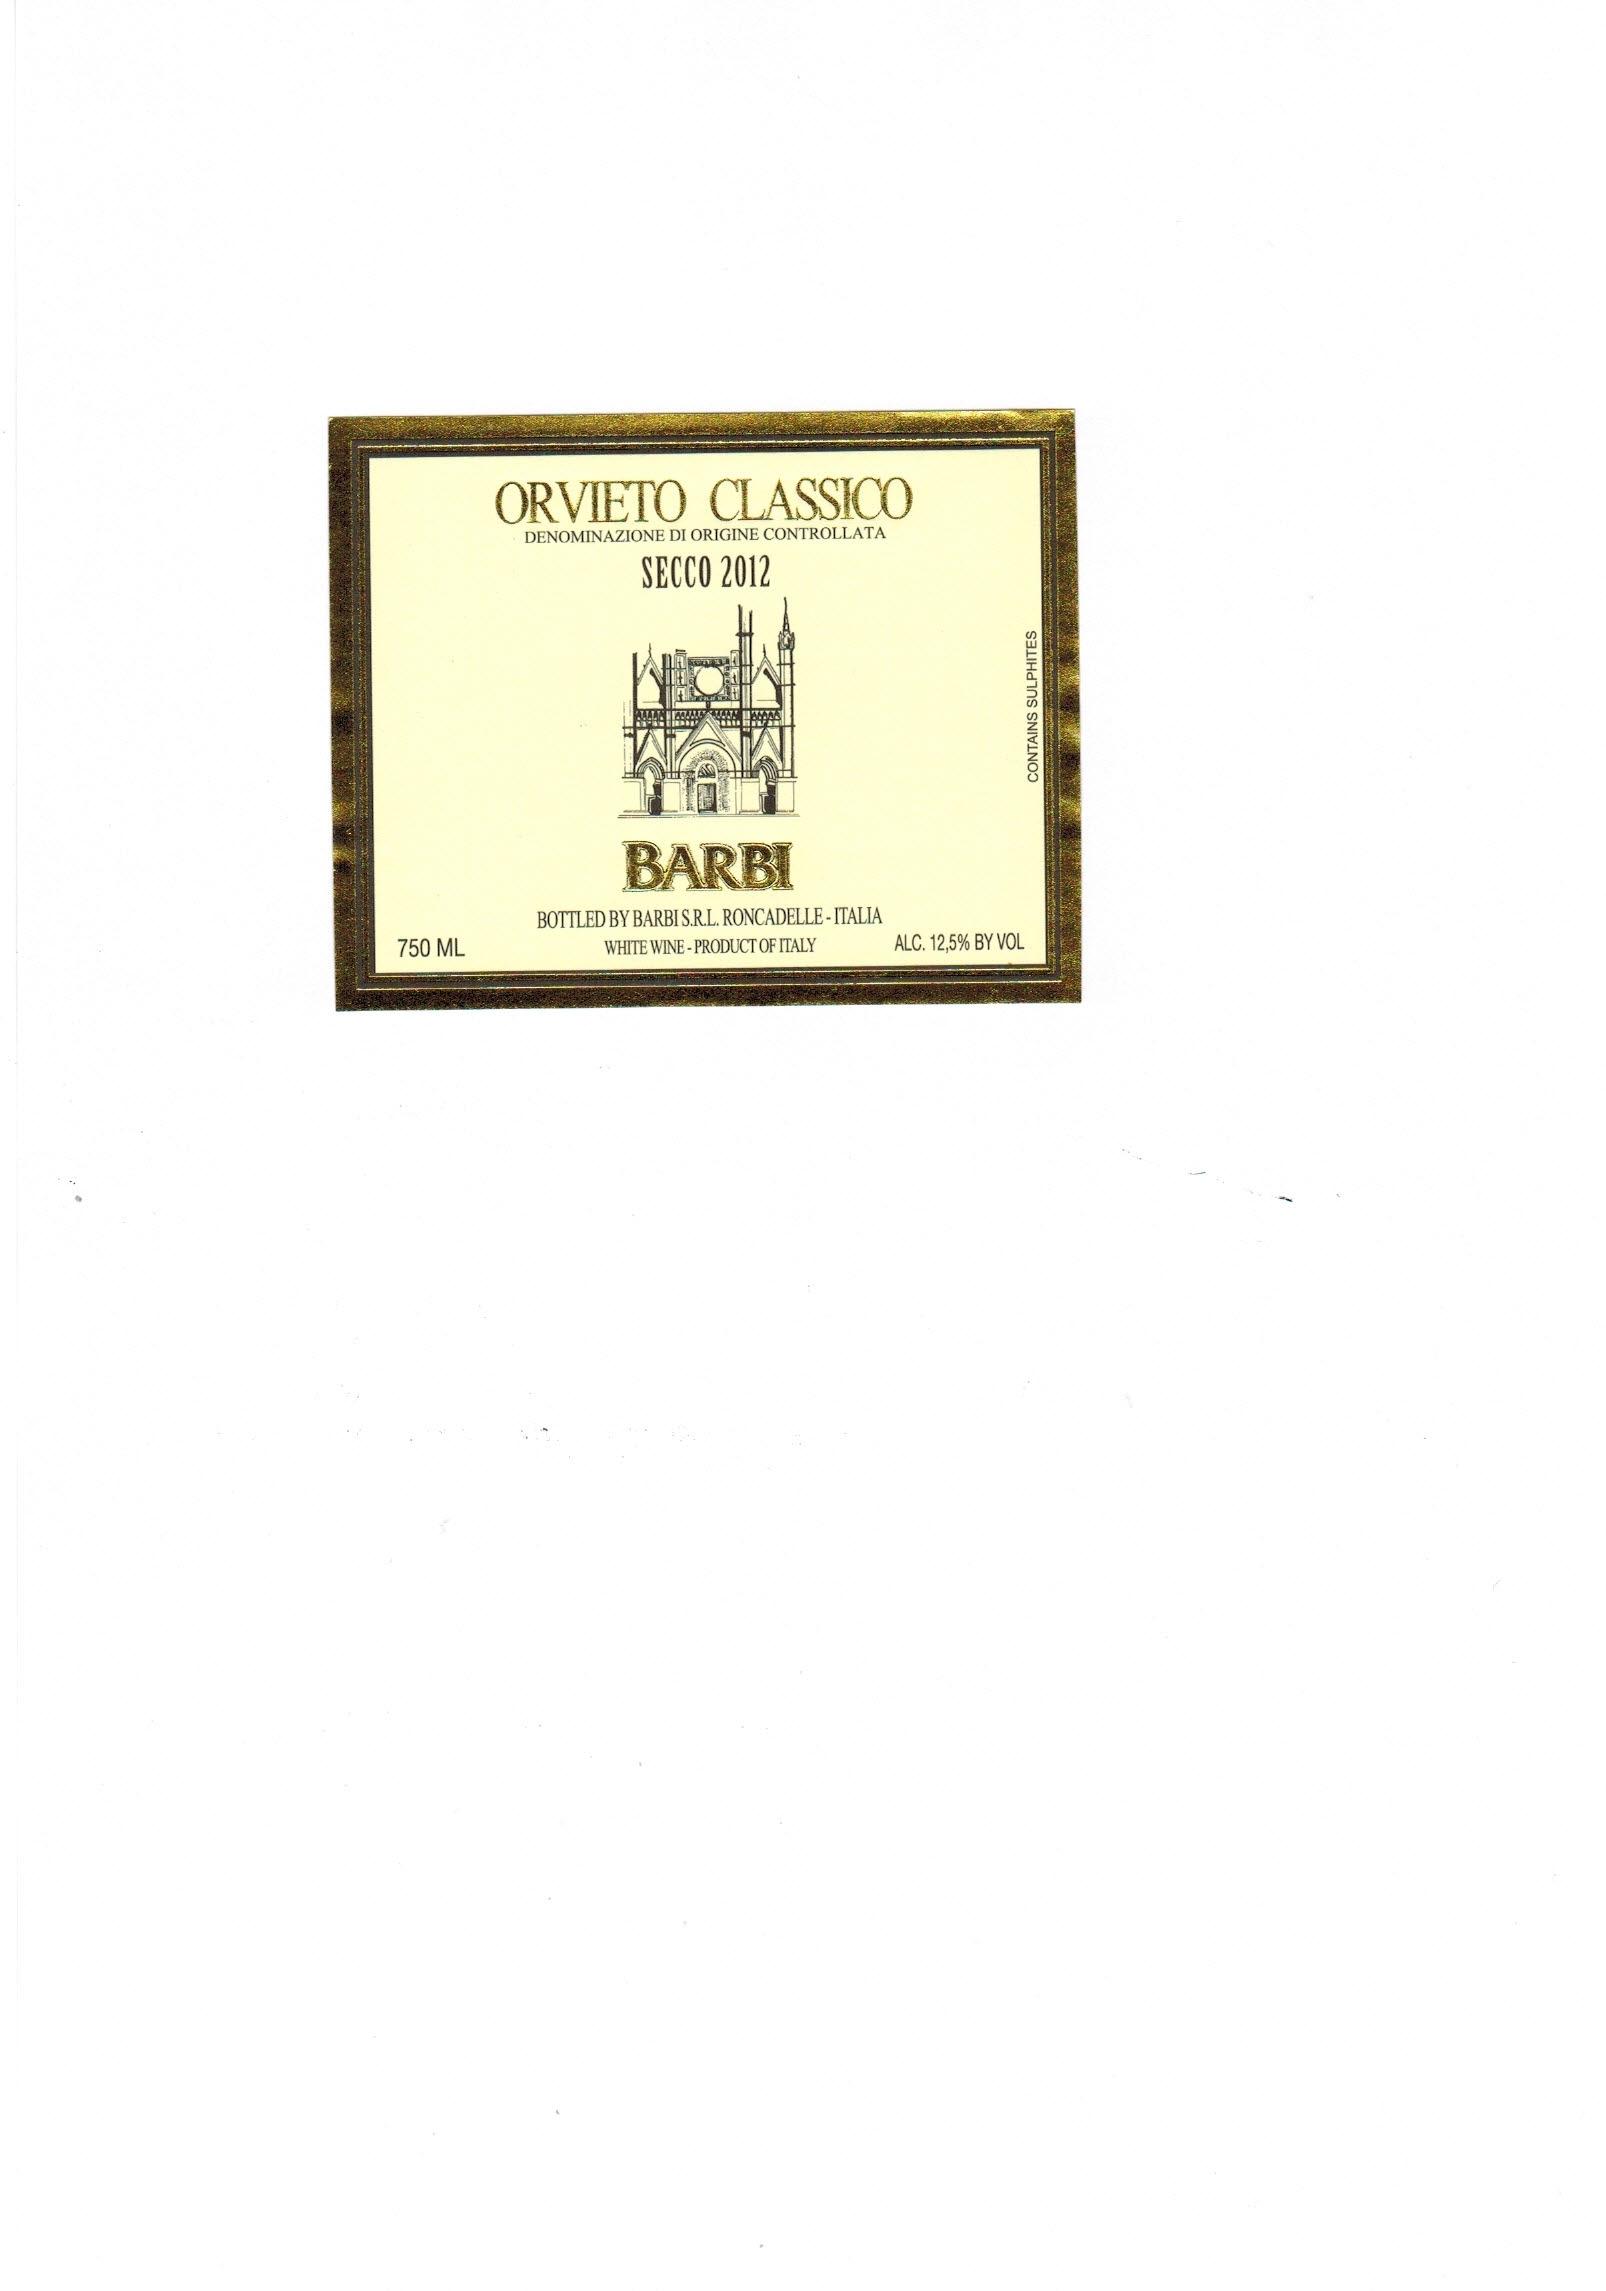 ORVIETO CLASSICO
DENOMINAZIONE DI ORIGINE CONTROLLATA
SECCO 2012
CONTAINS SULPHITES
BARBI
BOTTLED BY BARBI S.R.L. RONCADELLE - ITALIA
750 ML
WHITE WINE - PRODUCT OF ITALY
ALC. 12,5% BY VOL